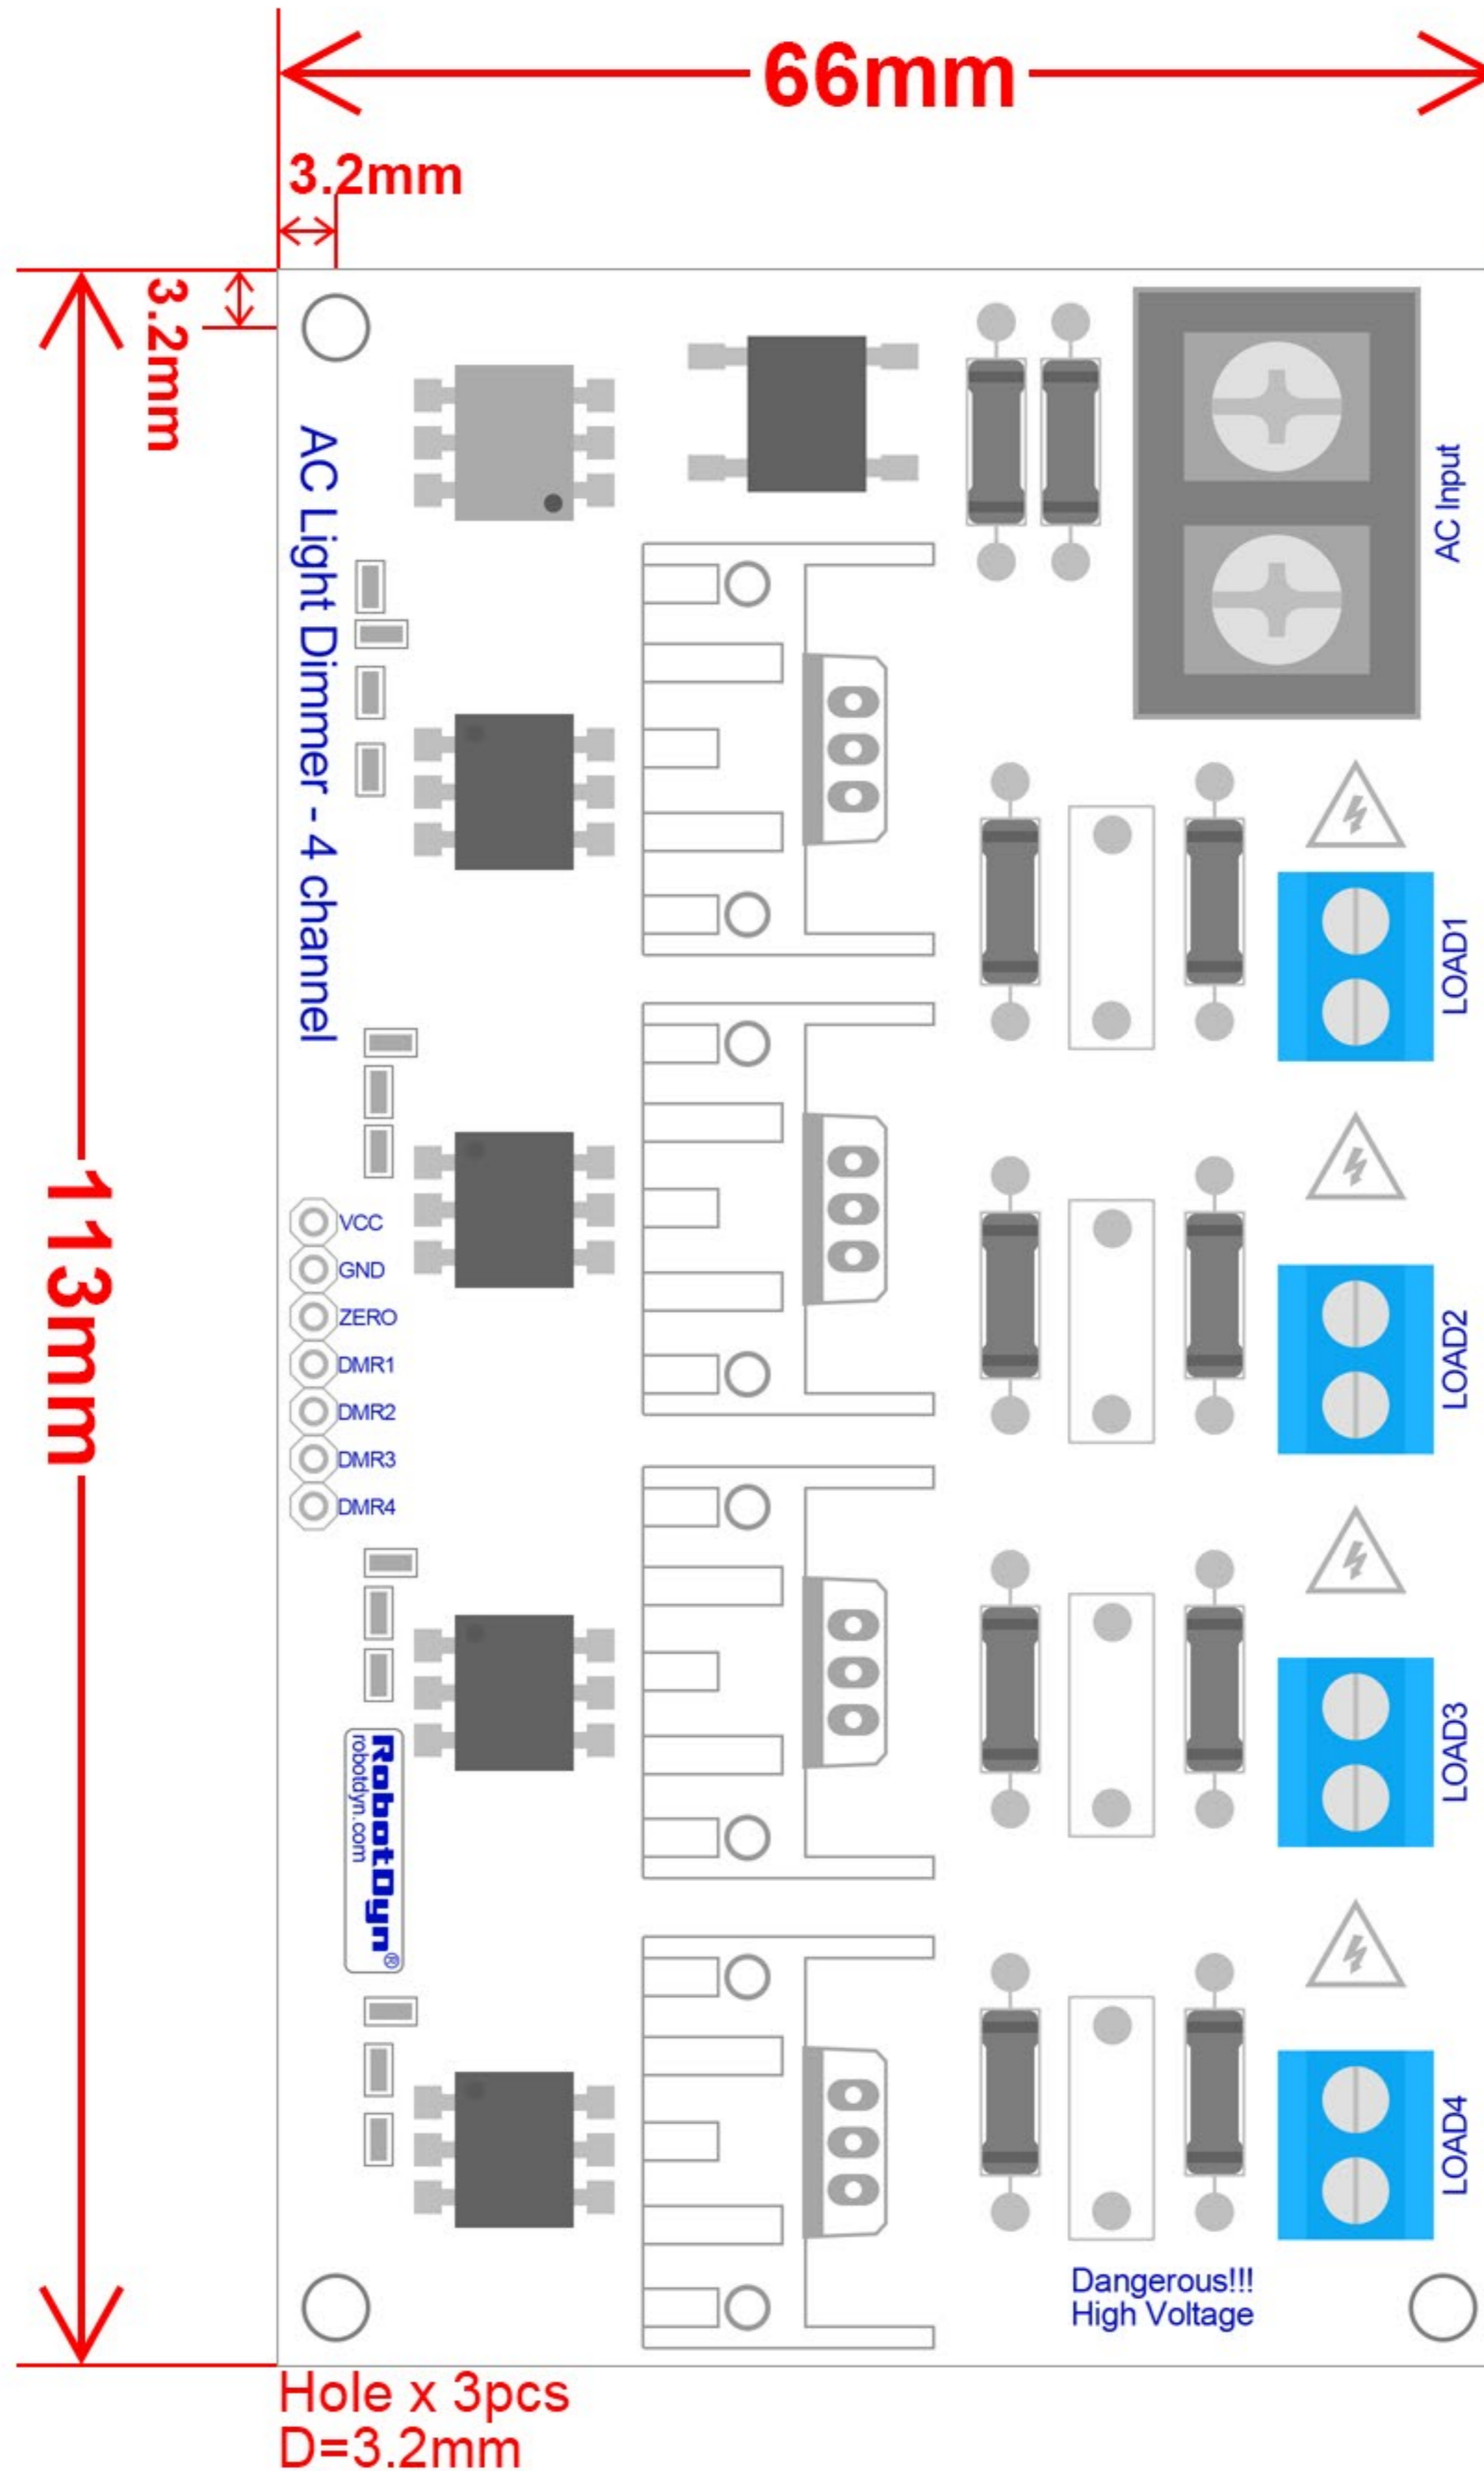 66mm
3.2mm
3.2mm
113mm
AC Light Dimmer - 4 channel
AC Input
LOAD1
VCC
GND
ZERO
DMR1
DMR2
DMR3
DMR4
LOAD2
LOAD3
RobotDyn®
robotdyn.com
LOAD4
Dangerous!!!
High Voltage
Hole x 3pcs
D=3.2mm